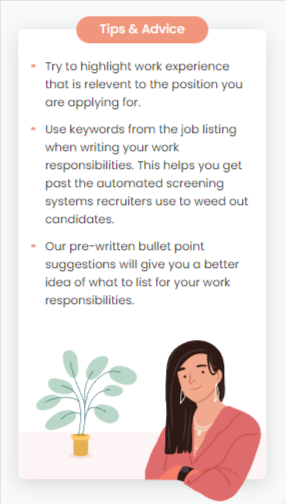 Tips & Advice
Try to highlight work experience
that is relevent to the position you
are applying for.
Use keywords from the job listing
when writing your work
responsibilities. This helps you get
past the automated screening
systems recruiters use to weed out
candidates.
Our pre-written bullet point
suggestions will give you a better
idea of what to list for your work
responsibilities.